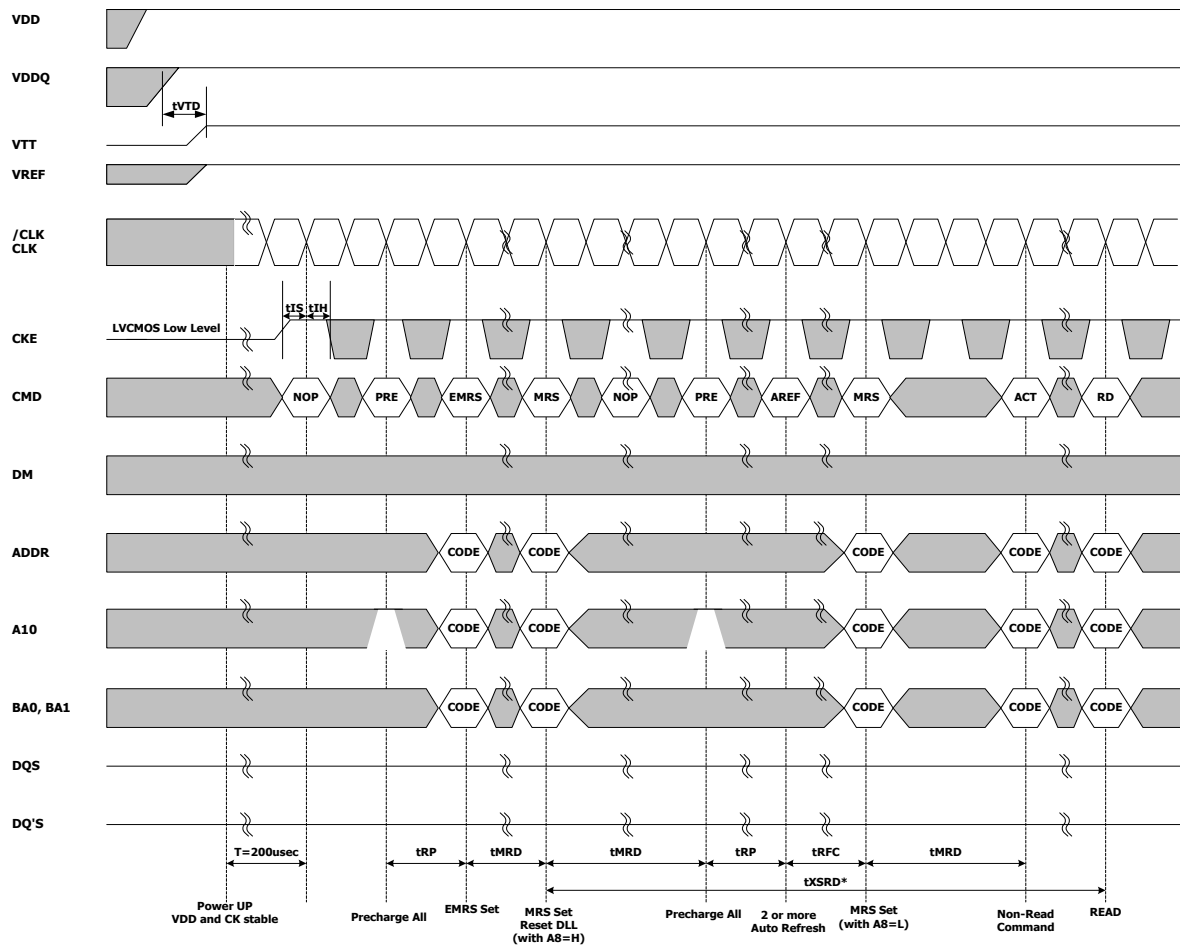 VDD
VDDQ
tVTD
VTT
VREF
/CLK
CLK
tIS tIH
CKE
LVCMOS Low Level
CMD
NOP PRE EMRS MRS NOP PRE AREF MRS ACT RD
DM
ADDR
CODE CODE CODE CODE CODE
A10
CODE CODE CODE CODE CODE
BA0, BA1
CODE CODE CODE CODE CODE
DQS
DQ'S
T=200usec tRP tMRD tMRD tRP tRFC tMRD
tXSRD*
Power UP
VDD and CK stable
Precharge All
EMRS Set
MRS Set
Reset DLL
(with A8=H)
Precharge All
2 or more
Auto Refresh
MRS Set
(with A8=L)
Non-Read
Command
READ